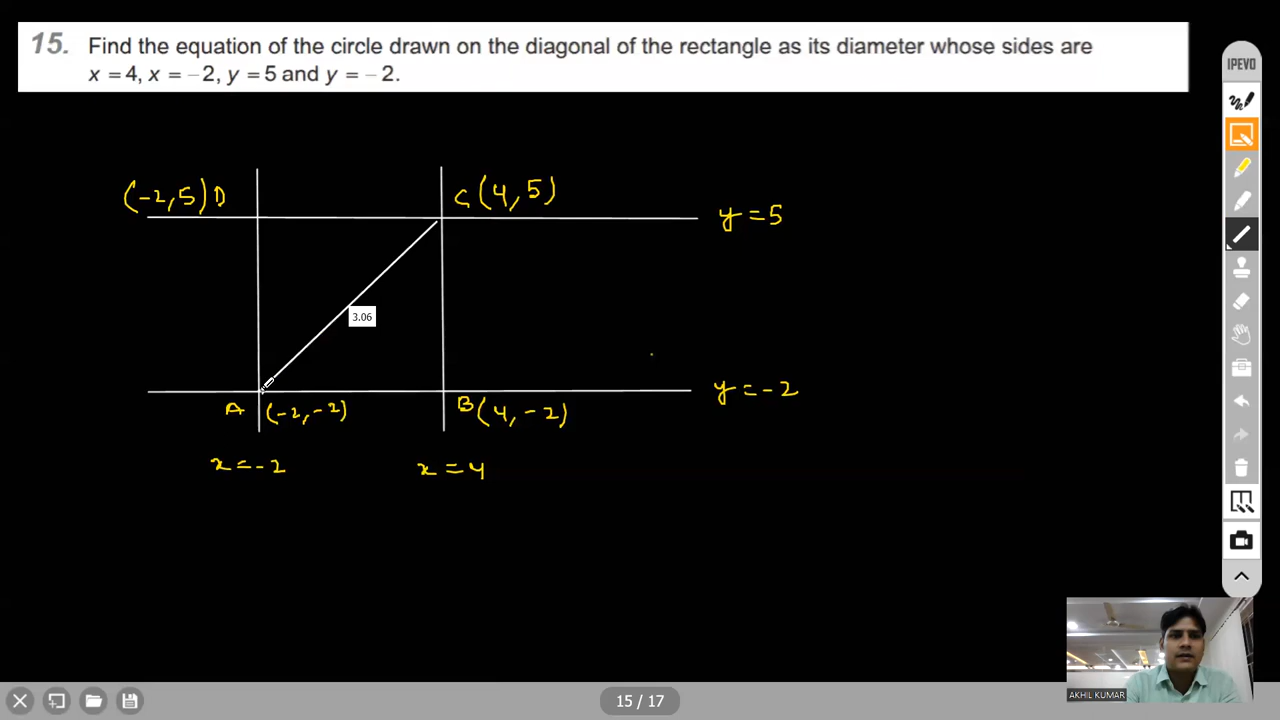 15. Find the equation of the circle drawn on the diagonal of the rectangle as its diameter whose sides are
x = 4, x = −2, y = 5 and y = −2.
IPEVO
(-2,5) D
C (4,5)
y = 5
3.06
y = -2
A (-2,-2)
B (4,-2)
x = -2
x = 4
AKHIL KUMAR
15 / 17